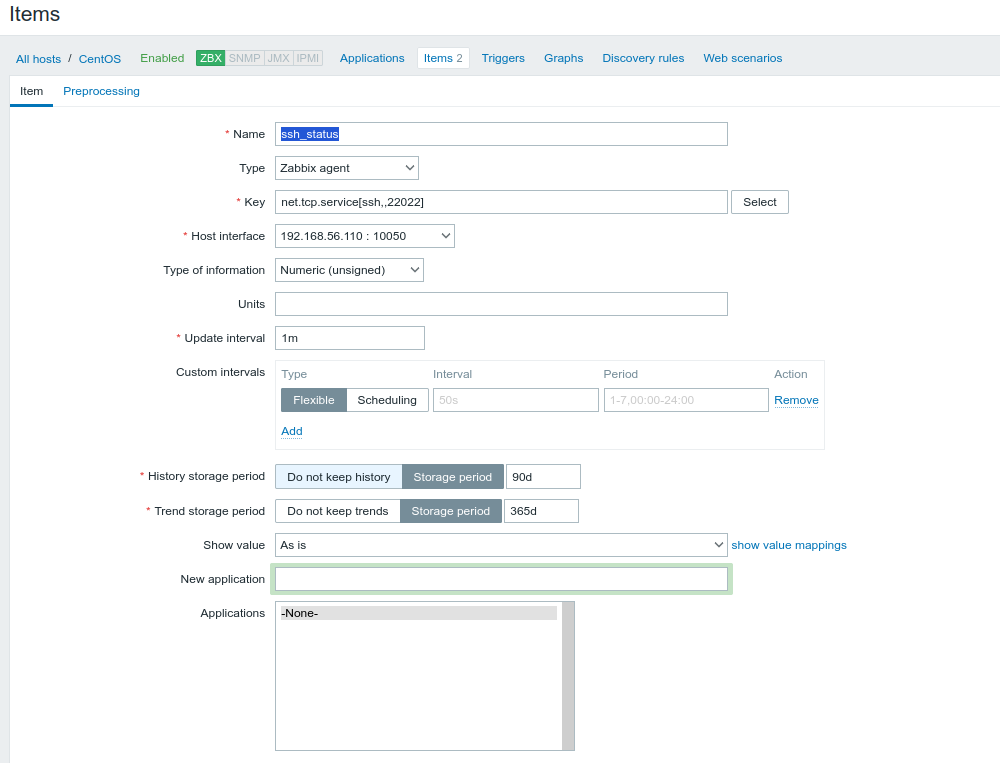 Items
All hosts / CentOS Enabled ZBX SNMP JMX IPMI Applications Items 2 Triggers Graphs Discovery rules Web scenarios
Item Preprocessing
* Name ssh_status
Type Zabbix agent
* Key net.tcp.service[ssh,,22022] Select
* Host interface 192.168.56.110 : 10050
Type of information Numeric (unsigned)
Units
* Update interval 1m
Custom intervals Type Interval Period Action
Flexible Scheduling 50s 1-7,00:00-24:00 Remove
Add
* History storage period Do not keep history Storage period 90d
* Trend storage period Do not keep trends Storage period 365d
Show value As is show value mappings
New application
Applications -None-